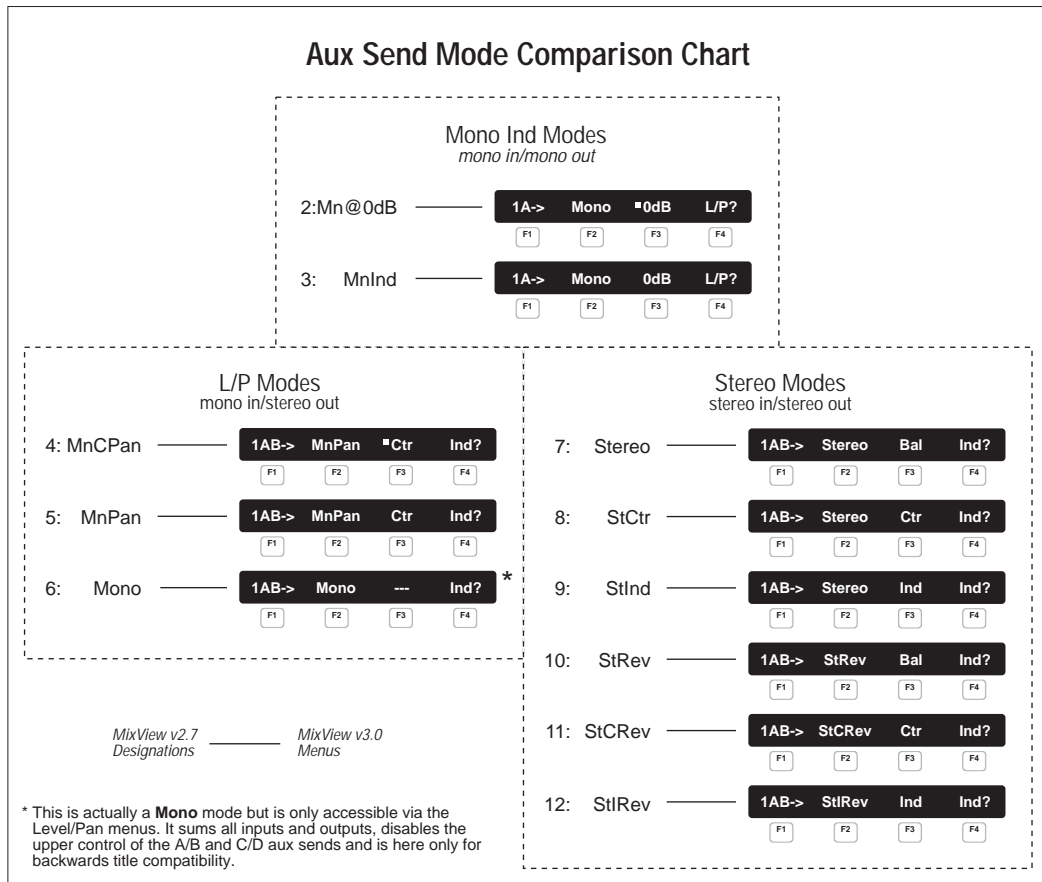 Aux Send Mode Comparison Chart
Mono Ind Modes
mono in/mono out
2:Mn@0dB 1A-> Mono ▪0dB L/P?
F1 F2 F3 F4
3: MnInd 1A-> Mono 0dB L/P?
F1 F2 F3 F4
L/P Modes
mono in/stereo out
4: MnCPan 1AB-> MnPan ▪Ctr Ind?
F1 F2 F3 F4
5: MnPan 1AB-> MnPan Ctr Ind?
F1 F2 F3 F4
6: Mono 1AB-> Mono --- Ind? *
F1 F2 F3 F4
Stereo Modes
stereo in/stereo out
7: Stereo 1AB-> Stereo Bal Ind?
F1 F2 F3 F4
8: StCtr 1AB-> Stereo Ctr Ind?
F1 F2 F3 F4
9: StInd 1AB-> Stereo Ind Ind?
F1 F2 F3 F4
10: StRev 1AB-> StRev Bal Ind?
F1 F2 F3 F4
11: StCRev 1AB-> StCRev Ctr Ind?
F1 F2 F3 F4
12: StIRev 1AB-> StIRev Ind Ind?
F1 F2 F3 F4
MixView v2.7 MixView v3.0
Designations Menus
* This is actually a Mono mode but is only accessible via the
Level/Pan menus. It sums all inputs and outputs, disables the
upper control of the A/B and C/D aux sends and is here only for
backwards title compatibility.